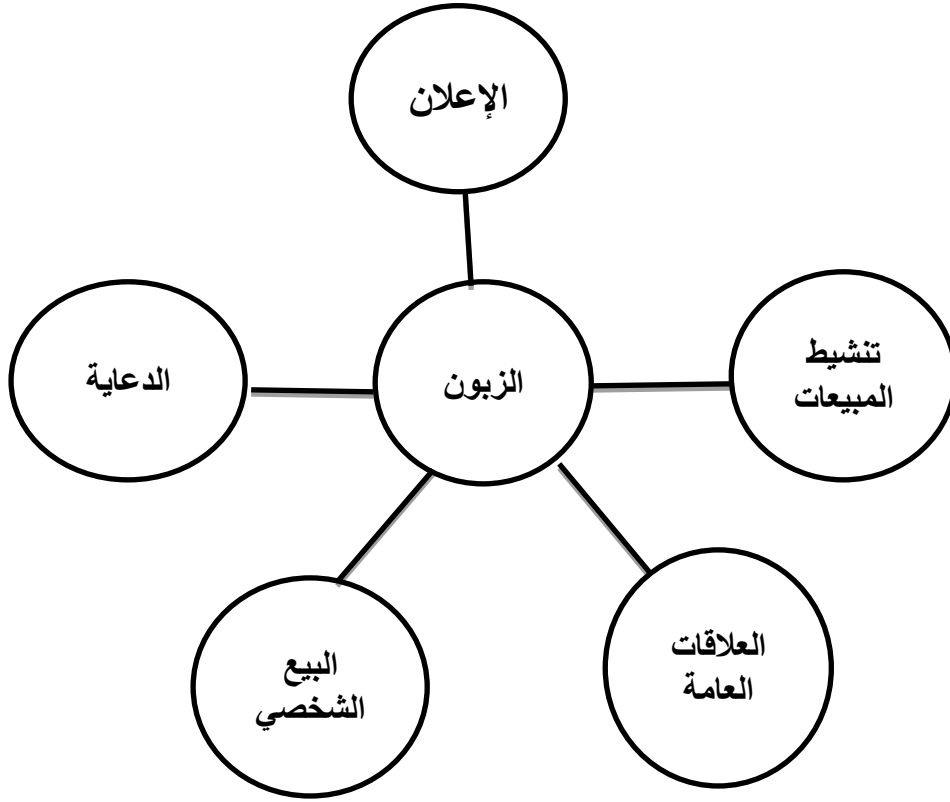 الإعلان
تنشيط
المبيعات
الزبون
الدعاية
العلاقات
العامة
البيع
الشخصي